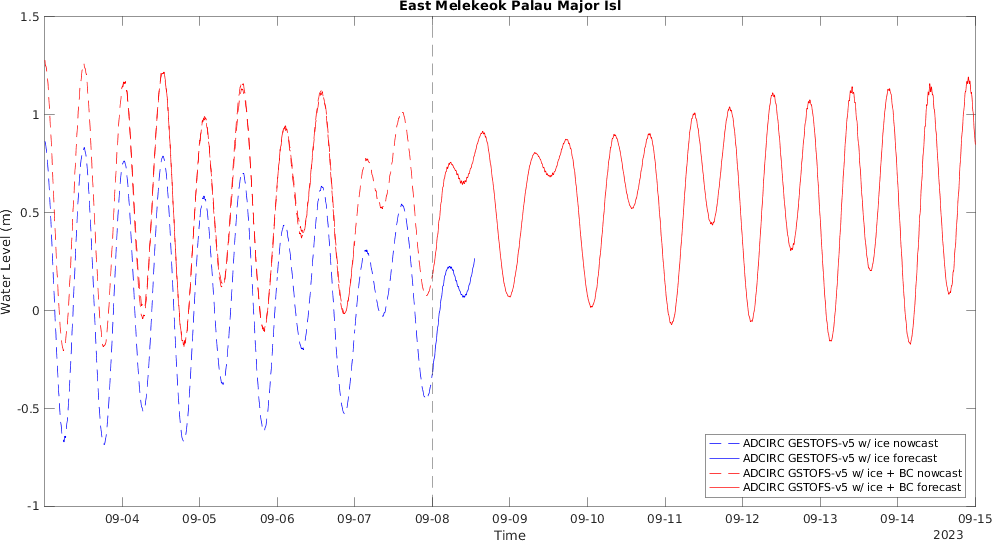 East Melekeok Palau Major Isl
1.5
1
0.5
0
-0.5
-1
Water Level (m)
09-04 09-05 09-06 09-07 09-08 09-09 09-10 09-11 09-12 09-13 09-14 09-15
Time
2023
ADCIRC GESTOFS-v5 w/ ice nowcast
ADCIRC GESTOFS-v5 w/ ice forecast
ADCIRC GSTOFS-v5 w/ ice + BC nowcast
ADCIRC GSTOFS-v5 w/ ice + BC forecast